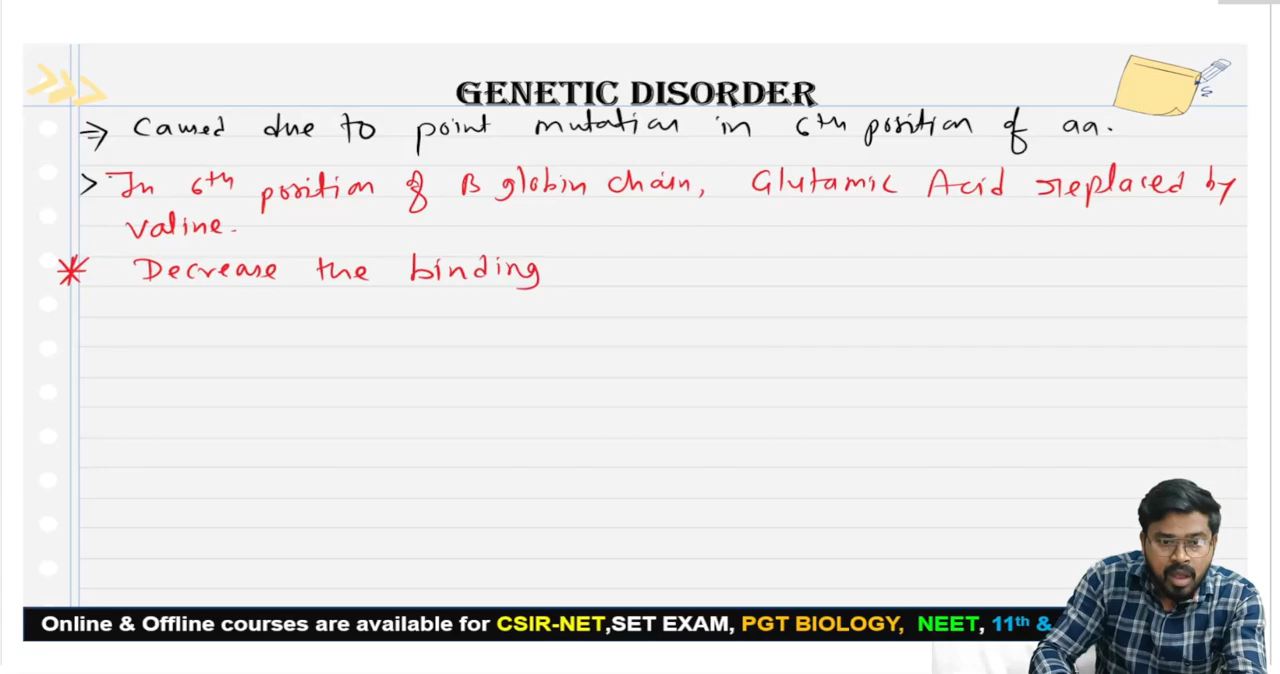 GENETIC DISORDER
⇒ Caused due to point mutation in 6th position of aa.
> In 6th position of B globin chain, Glutamic Acid replaced by
valine.
* Decrease the binding
Online & Offline courses are available for CSIR-NET,SET EXAM, PGT BIOLOGY, NEET, 11th &